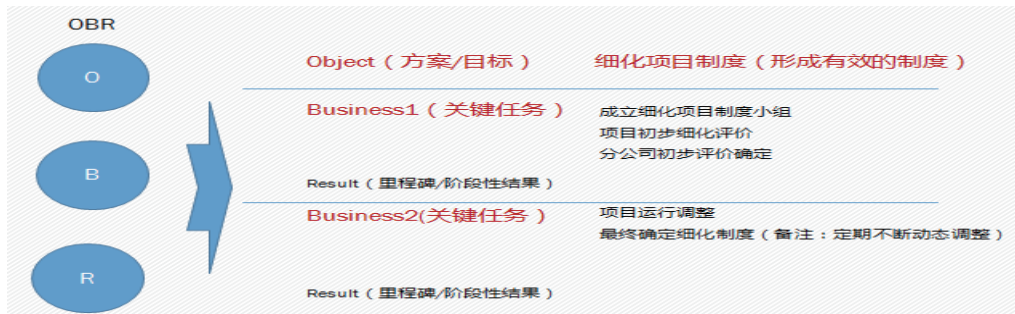 OBR
O
B
R
Object（方案/目标） 细化项目制度（形成有效的制度）
Business1（关键任务） 成立细化项目制度小组
项目初步细化评价
分公司初步评价确定
Result（里程碑/阶段性结果）
Business2(关键任务） 项目运行调整
最终确定细化制度（备注：定期不断动态调整）
Result（里程碑/阶段性结果）